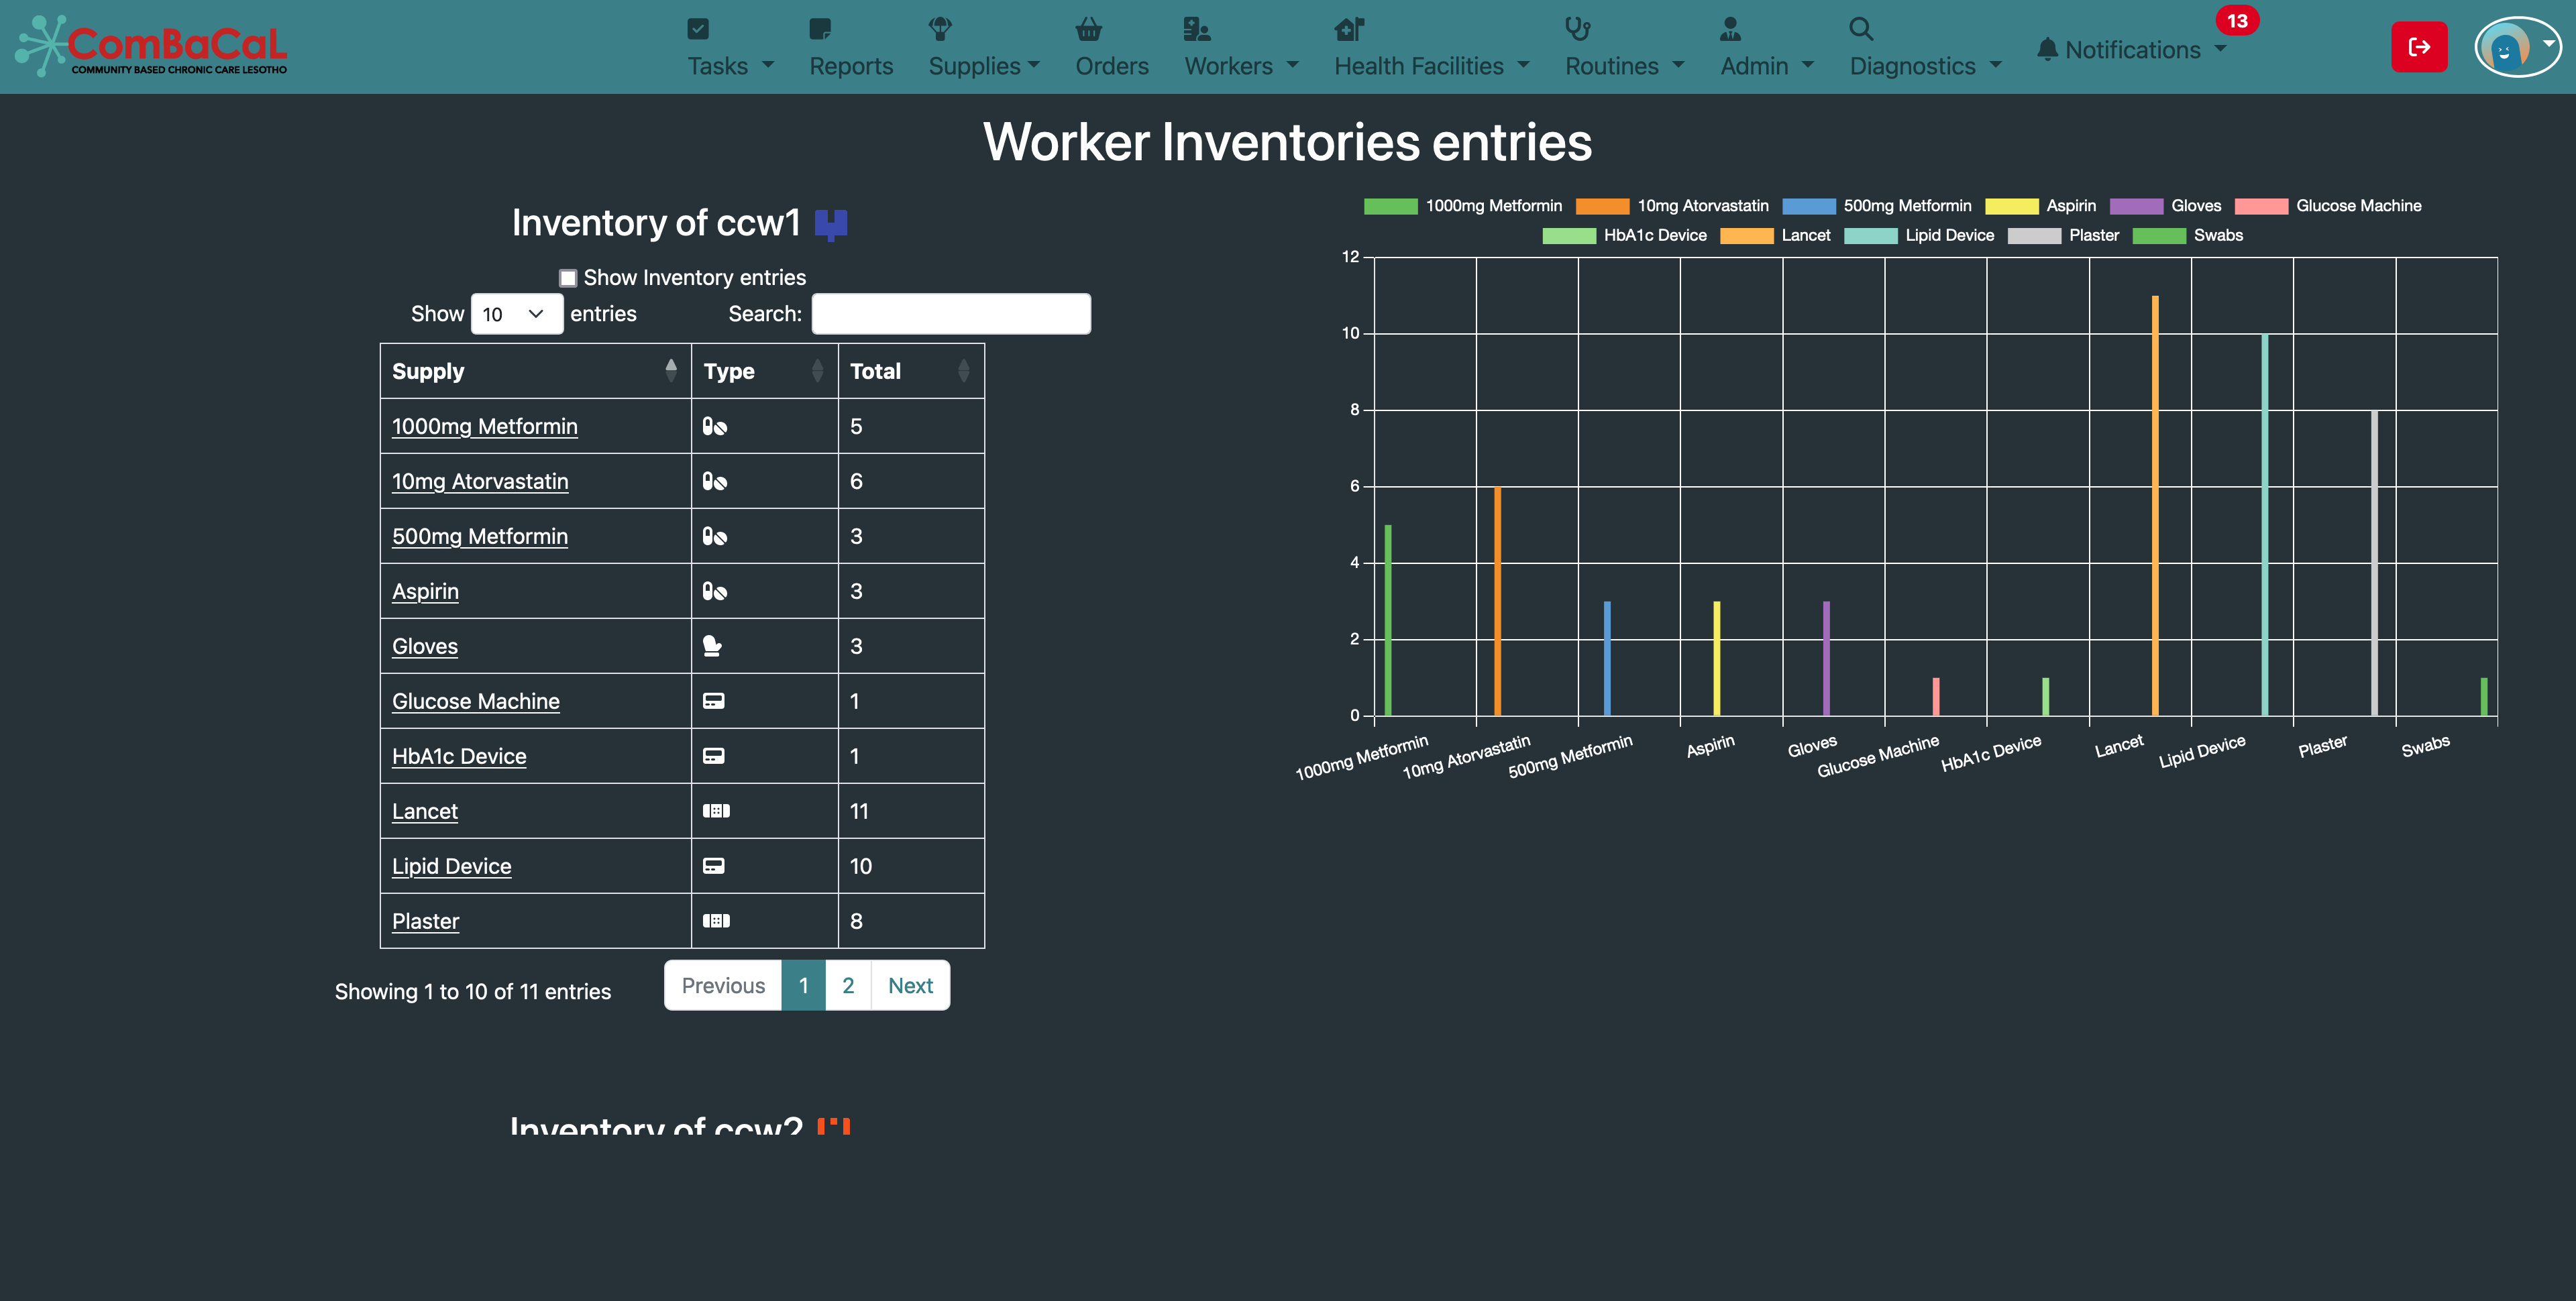 ComBaCaL
COMMUNITY BASED CHRONIC CARE LESOTHO
Tasks
Reports
Supplies
Orders
Workers
Health Facilities
Routines
Admin
Diagnostics
Notifications
13
Worker Inventories entries
Inventory of ccw1
Show Inventory entries
Show 10 entries
Search:
Supply Type Total
1000mg Metformin 5
10mg Atorvastatin 6
500mg Metformin 3
Aspirin 3
Gloves 3
Glucose Machine 1
HbA1c Device 1
Lancet 11
Lipid Device 10
Plaster 8
Showing 1 to 10 of 11 entries
Previous 1 2 Next
Inventory of ccw2
1000mg Metformin 10mg Atorvastatin 500mg Metformin Aspirin Gloves Glucose Machine
HbA1c Device Lancet Lipid Device Plaster Swabs
12
10
8
6
4
2
0
1000mg Metformin
10mg Atorvastatin
500mg Metformin
Aspirin
Gloves
Glucose Machine
HbA1c Device
Lancet
Lipid Device
Plaster
Swabs